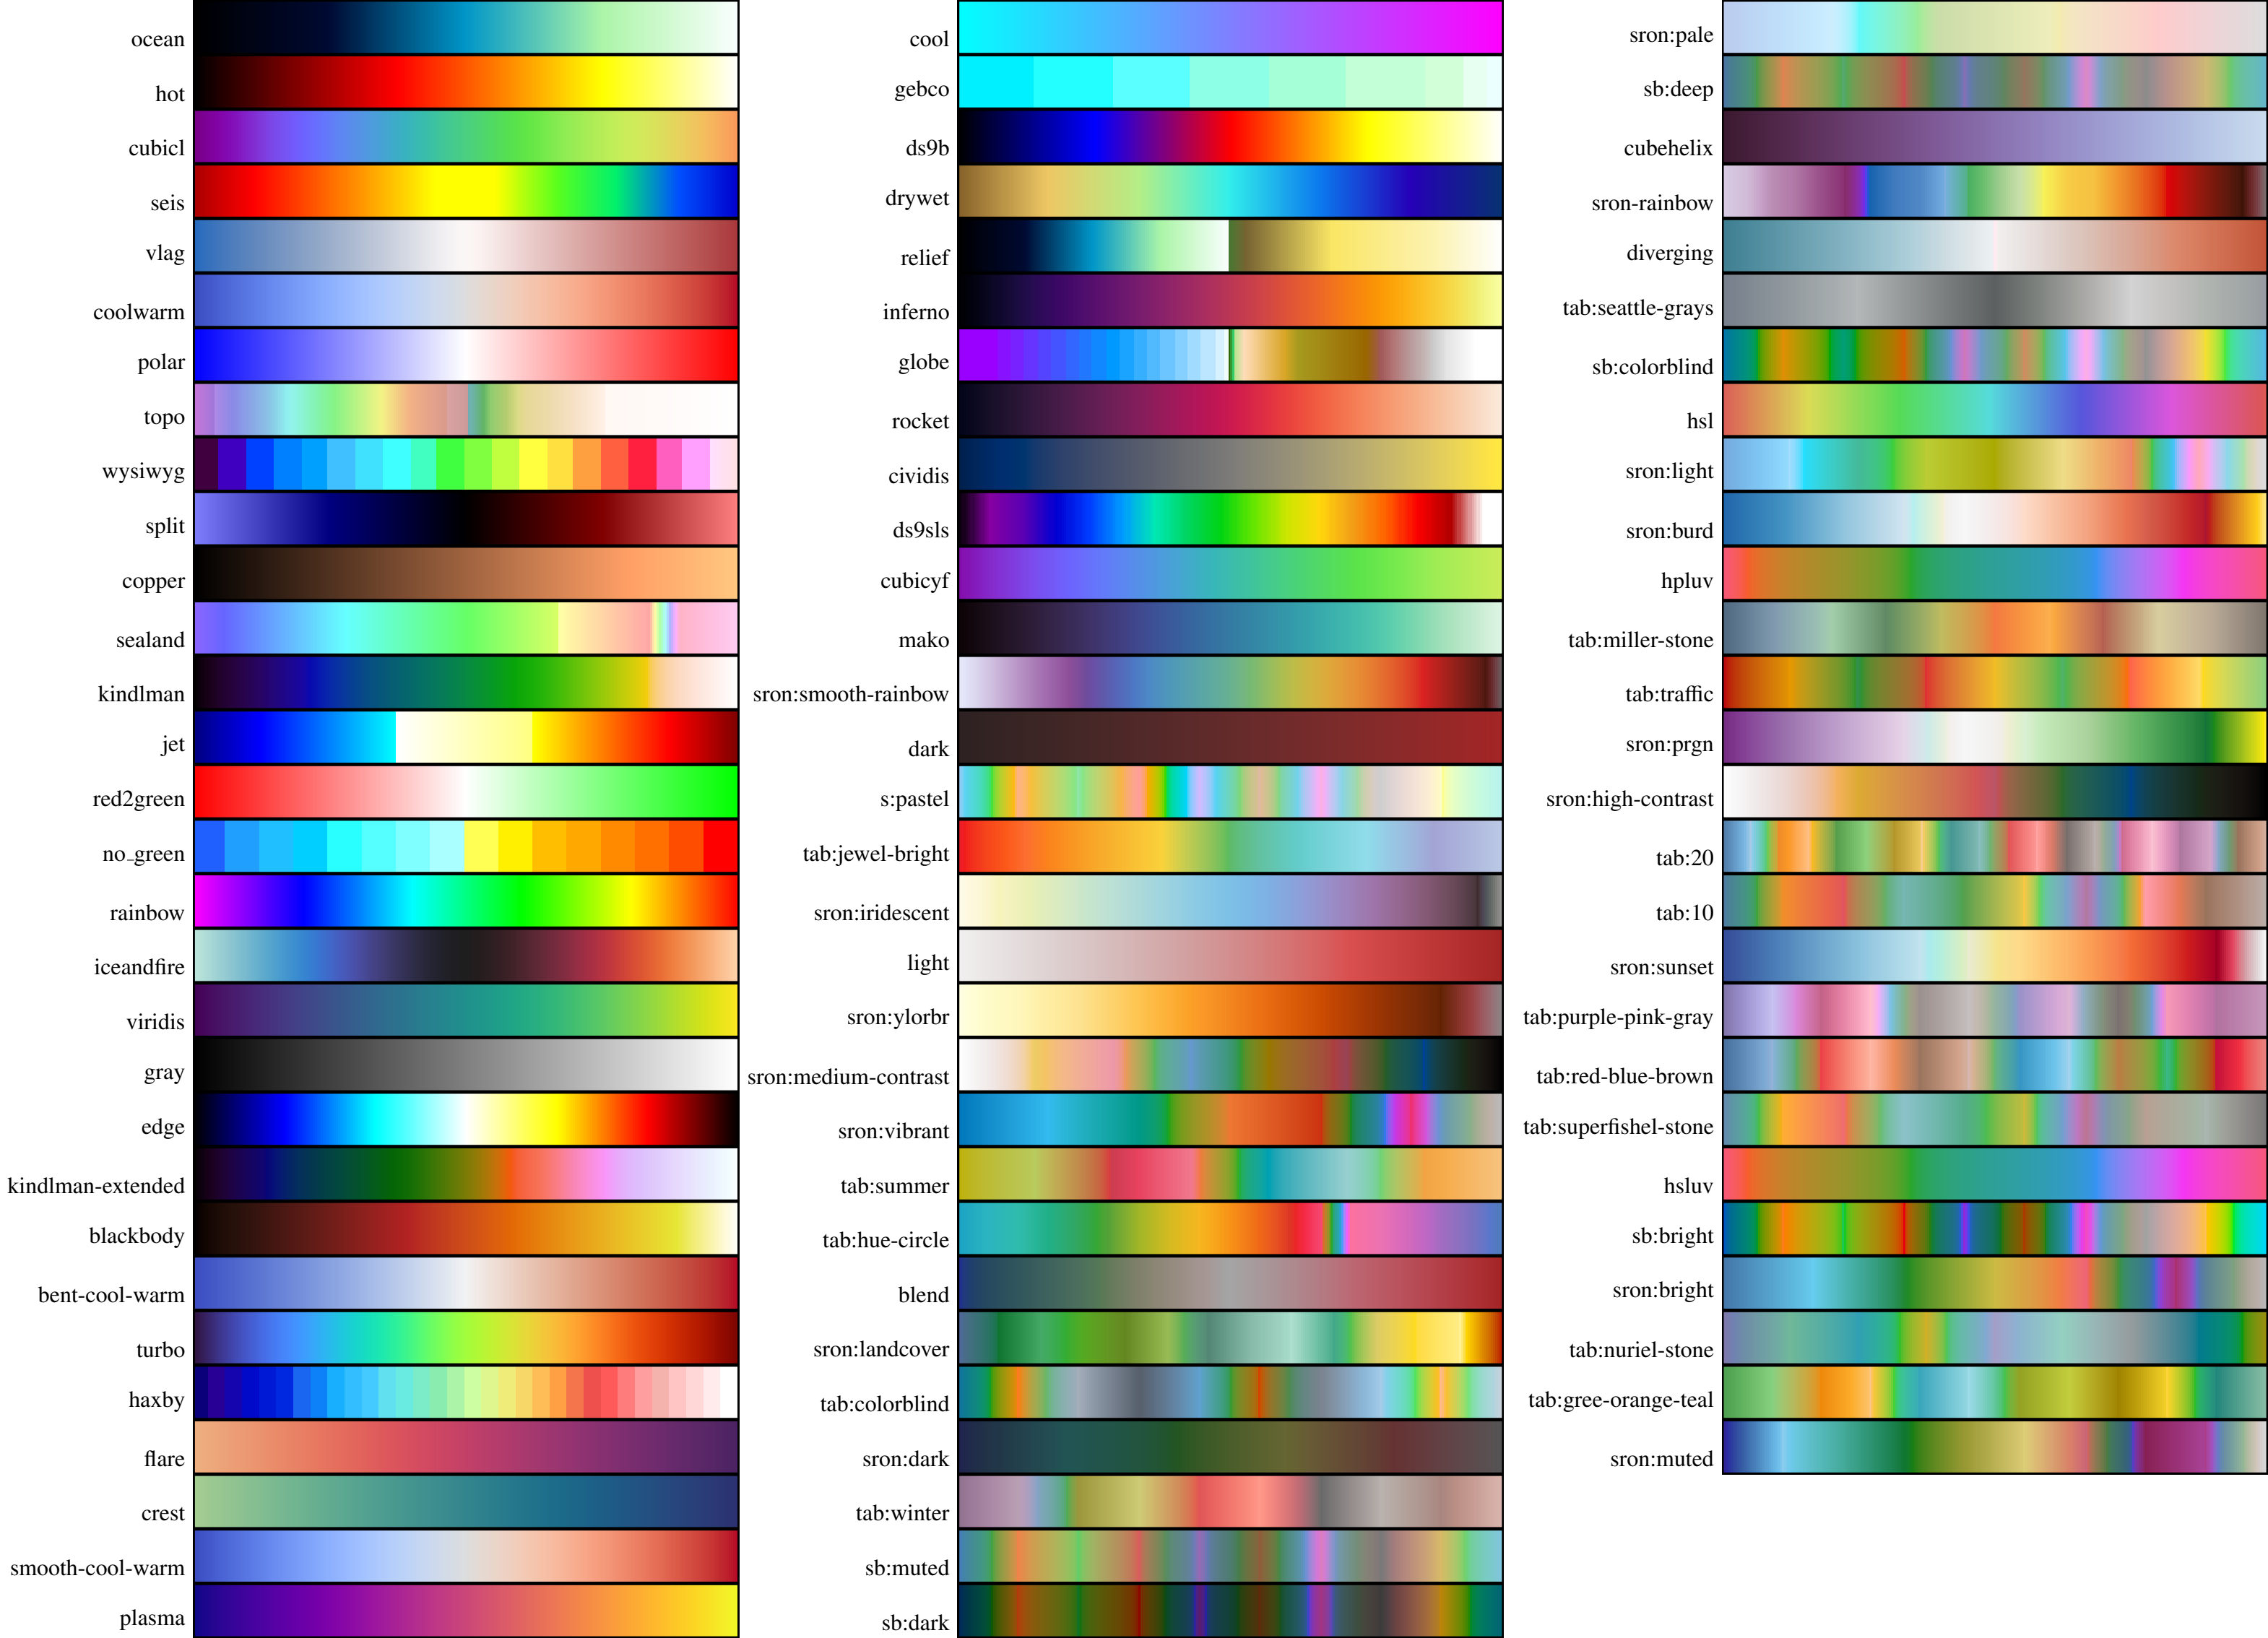 ocean
hot
cubicl
seis
vlag
coolwarm
polar
topo
wysiwyg
split
copper
sealand
kindlman
jet
red2green
no_green
rainbow
iceandfire
viridis
gray
edge
kindlman-extended
blackbody
bent-cool-warm
turbo
haxby
flare
crest
smooth-cool-warm
plasma
cool
gebco
ds9b
drywet
relief
inferno
globe
rocket
cividis
ds9sls
cubicyf
mako
sron:smooth-rainbow
dark
s:pastel
tab:jewel-bright
sron:iridescent
light
sron:ylorbr
sron:medium-contrast
sron:vibrant
tab:summer
tab:hue-circle
blend
sron:landcover
tab:colorblind
sron:dark
tab:winter
sb:muted
sb:dark
sron:pale
sb:deep
cubehelix
sron-rainbow
diverging
tab:seattle-grays
sb:colorblind
hsl
sron:light
sron:burd
hpluv
tab:miller-stone
tab:traffic
sron:prgn
sron:high-contrast
tab:20
tab:10
sron:sunset
tab:purple-pink-gray
tab:red-blue-brown
tab:superfishel-stone
hsluv
sb:bright
sron:bright
tab:nuriel-stone
tab:gree-orange-teal
sron:muted